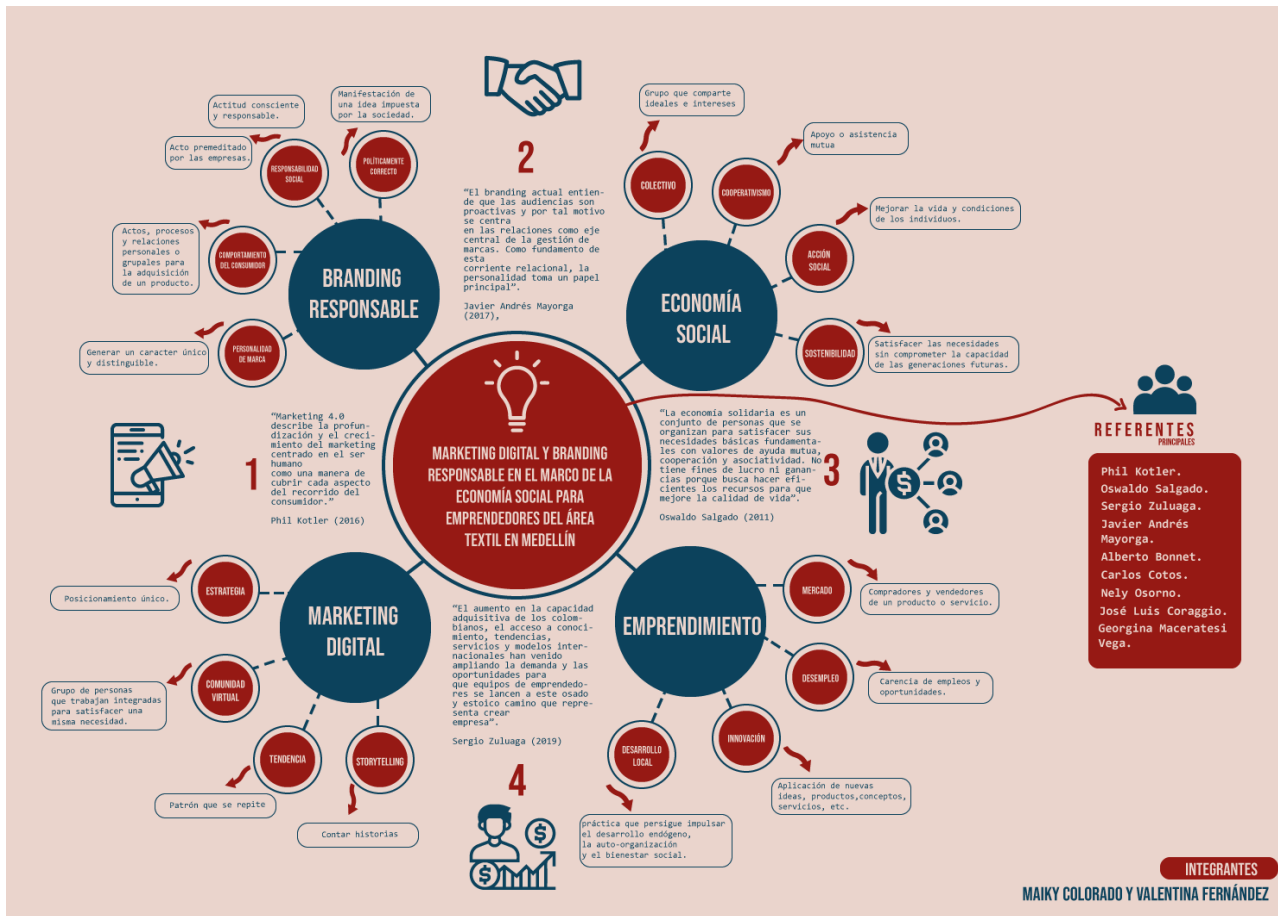 Actitud consciente
y responsable.
Manifestación de
una idea impuesta
por la sociedad.
Acto premeditado
por las empresas.
RESPONSABILIDAD
SOCIAL
POLÍTICAMENTE
CORRECTO
Actos, procesos
y relaciones
personales o
grupales para
la adquisición
de un producto.
COMPORTAMIENTO
DEL CONSUMIDOR
Generar un caracter único
y distinguible.
PERSONALIDAD
DE MARCA
BRANDING
RESPONSABLE
2
"El branding actual entien-
de que las audiencias son
proactivas y por tal motivo
se centra
en las relaciones como eje
central de la gestión de
marcas. Como fundamento de
esta
corriente relacional, la
personalidad toma un papel
principal".
Javier Andrés Mayorga
(2017),
Grupo que comparte
ideales e intereses
Apoyo o asistencia
mutua
COLECTIVO
COOPERATIVISMO
Mejorar la vida y condiciones
de los individuos.
ACCIÓN
SOCIAL
Satisfacer las necesidades
sin comprometer la capacidad
de las generaciones futuras.
SOSTENIBILIDAD
ECONOMÍA
SOCIAL
1
"Marketing 4.0
describe la profun-
dización y el creci-
miento del marketing
centrado en el ser
humano
como una manera de
cubrir cada aspecto
del recorrido del
consumidor."
Phil Kotler (2016)
MARKETING DIGITAL Y BRANDING
RESPONSABLE EN EL MARCO DE LA
ECONOMÍA SOCIAL PARA
EMPRENDEDORES DEL ÁREA
TEXTIL EN MEDELLÍN
"La economía solidaria es un
conjunto de personas que se
organizan para satisfacer sus
necesidades básicas fundamenta-
les con valores de ayuda mutua,
cooperación y asociatividad. No
tiene fines de lucro ni ganan-
cias porque busca hacer efi-
cientes los recursos para que
mejore la calidad de vida".
Oswaldo Salgado (2011)
3
REFERENTES
PRINCIPALES
Phil Kotler.
Oswaldo Salgado.
Sergio Zuluaga.
Javier Andrés
Mayorga.
Alberto Bonnet.
Carlos Cotos.
Nely Osorno.
José Luis Coraggio.
Georgina Maceratesi
Vega.
Posicionamiento único.
ESTRATEGIA
Grupo de personas
que trabajan integradas
para satisfacer una
misma necesidad.
COMUNIDAD
VIRTUAL
Patrón que se repite
TENDENCIA
Contar historias
STORYTELLING
MARKETING
DIGITAL
"El aumento en la capacidad
adquisitiva de los colom-
bianos, el acceso a conoci-
miento, tendencias,
servicios y modelos inter-
nacionales han venido
ampliando la demanda y las
oportunidades para
que equipos de emprendedo-
res se lancen a este osado
y estoico camino que repre-
senta crear
empresa".
Sergio Zuluaga (2019)
4
EMPRENDIMIENTO
MERCADO
Compradores y vendedores
de un producto o servicio.
DESEMPLEO
Carencia de empleos y
oportunidades.
INNOVACIÓN
Aplicación de nuevas
ideas, productos,conceptos,
servicios, etc.
DESARROLLO
LOCAL
práctica que persigue impulsar
el desarrollo endógeno,
la auto-organización
y el bienestar social.
INTEGRANTES
MAIKY COLORADO Y VALENTINA FERNÁNDEZ